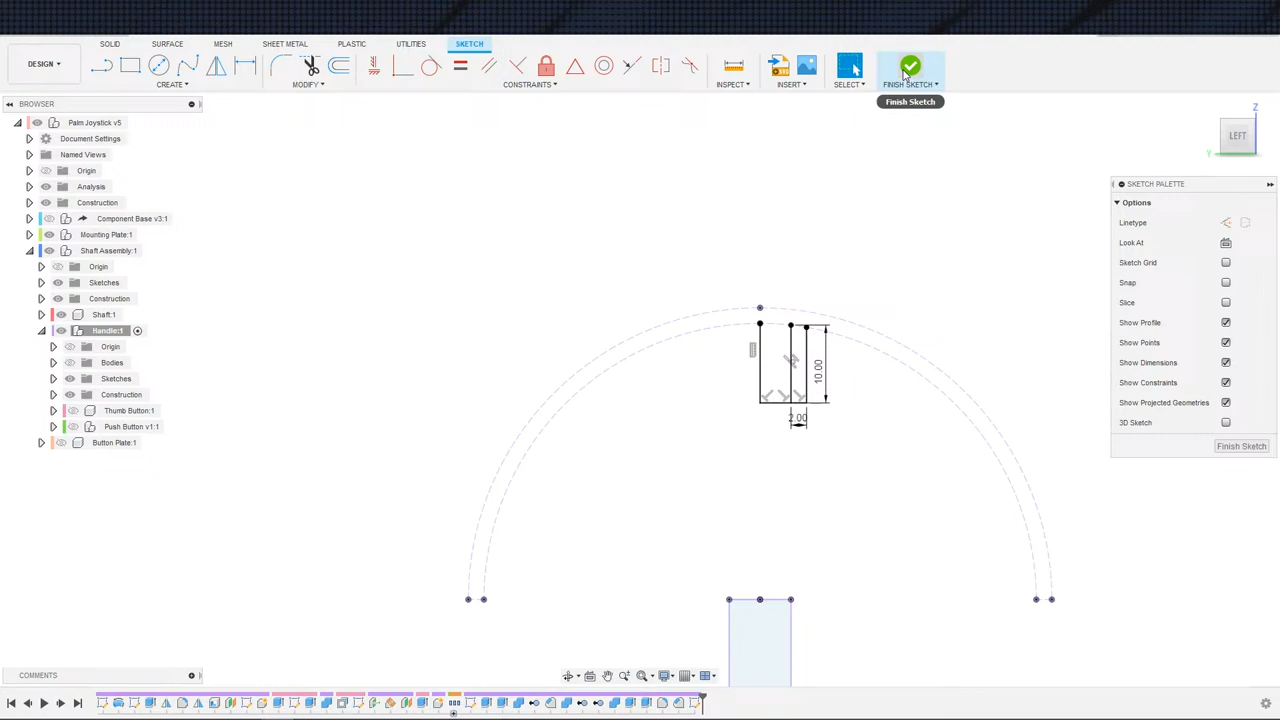 SOLID SURFACE MESH SHEET METAL PLASTIC UTILITIES SKETCH
DESIGN
CREATE MODIFY CONSTRAINTS INSPECT INSERT SELECT FINISH SKETCH
Finish Sketch
BROWSER
Palm Joystick v5
Document Settings
Named Views
Origin
Analysis
Construction
Component Base v3:1
Mounting Plate:1
Shaft Assembly:1
Origin
Sketches
Construction
Shaft:1
Handle:1
Origin
Bodies
Sketches
Construction
Thumb Button:1
Push Button v1:1
Button Plate:1
10.00
2.00
Z
LEFT
Y
SKETCH PALETTE
Options
Linetype
Look At
Sketch Grid
Snap
Slice
Show Profile
Show Points
Show Dimensions
Show Constraints
Show Projected Geometries
3D Sketch
Finish Sketch
COMMENTS